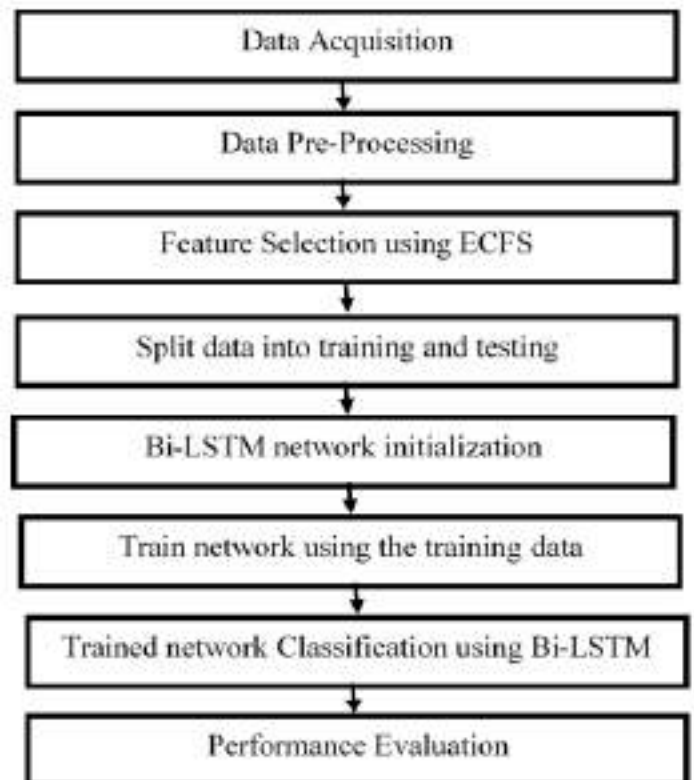 Data Acquisition
Data Pre-Processing
Feature Selection using ECFS
Split data into training and testing
Bi-LSTM network initialization
Train network using the training data
Trained network Classification using Bi-LSTM
Performance Evaluation